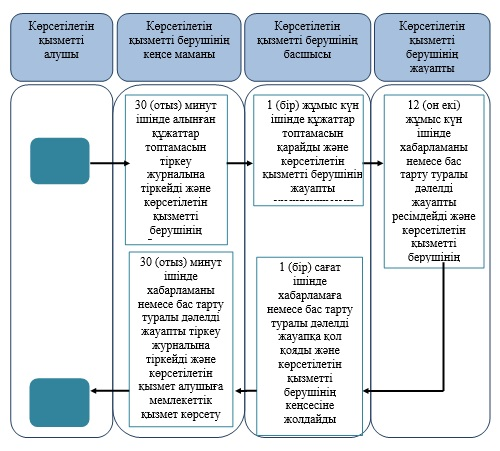 Көрсетілетін
қызметті
алушы
Көрсетілетін
қызметті берушінің
кеңсе маманы
Көрсетілетін
қызметті берушінің
басшысы
Көрсетілетін
қызметті
берушінің
жауапты
30 (отыз) минут
ішінде алынған
құжаттар
топтамасын
тіркеу
журналына
тіркейді және
көрсетілетін
қызметті
берушінің
1 (бір) жұмыс күн
ішінде құжаттар
топтамасын
қарайды және
көрсетілетін
қызметті берушінің
жауапты
12 (он екі)
жұмыс күн
ішінде
хабарламаны
немесе бас
тарту туралы
дәлелді
жауапты
ресімдейді және
көрсетілетін
қызметті
берушінің
30 (отыз) минут
ішінде
хабарламаны
немесе бас тарту
туралы дәлелді
жауапты тіркеу
журналына
тіркейді және
көрсетілетін
қызмет алушыға
мемлекеттік
қызмет көрсету
1 (бір) сағат
ішінде
хабарламаға
немесе бас тарту
туралы дәлелді
жауапқа қол
қояды және
көрсетілетін
қызметті
берушінің
кеңсесіне
жолдайды